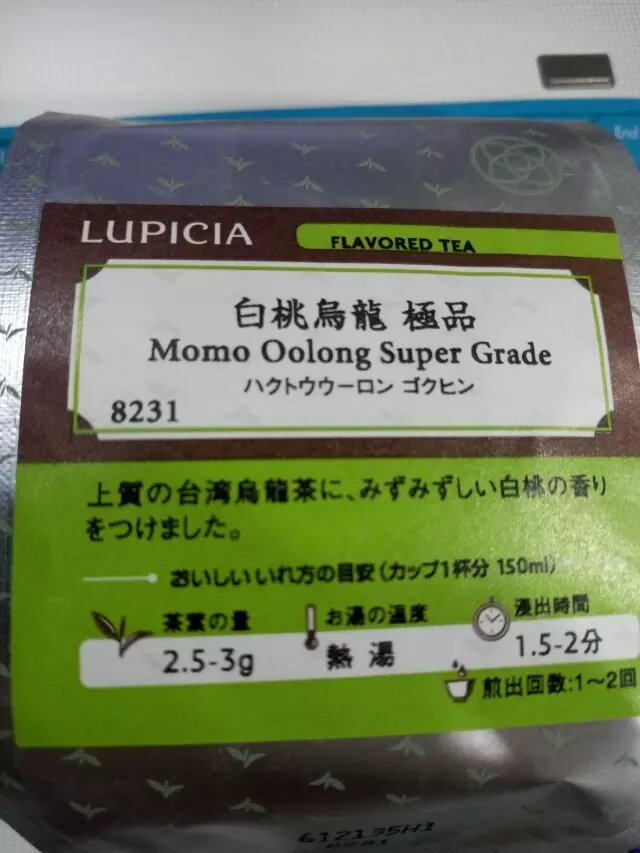 LUPICIA
FLAVORED TEA
白桃烏龍 極品
Momo Oolong Super Grade
ハクトウウーロン ゴクヒン
8231
上質の台湾烏龍茶に、みずみずしい白桃の香り
をつけました。
おいしいいれ方の目安(カップ1杯分 150ml)
茶葉の量
お湯の温度
浸出時間
2.5-3g
熱湯
1.5-2分
煎出回数:1〜2回
612195H1
8231